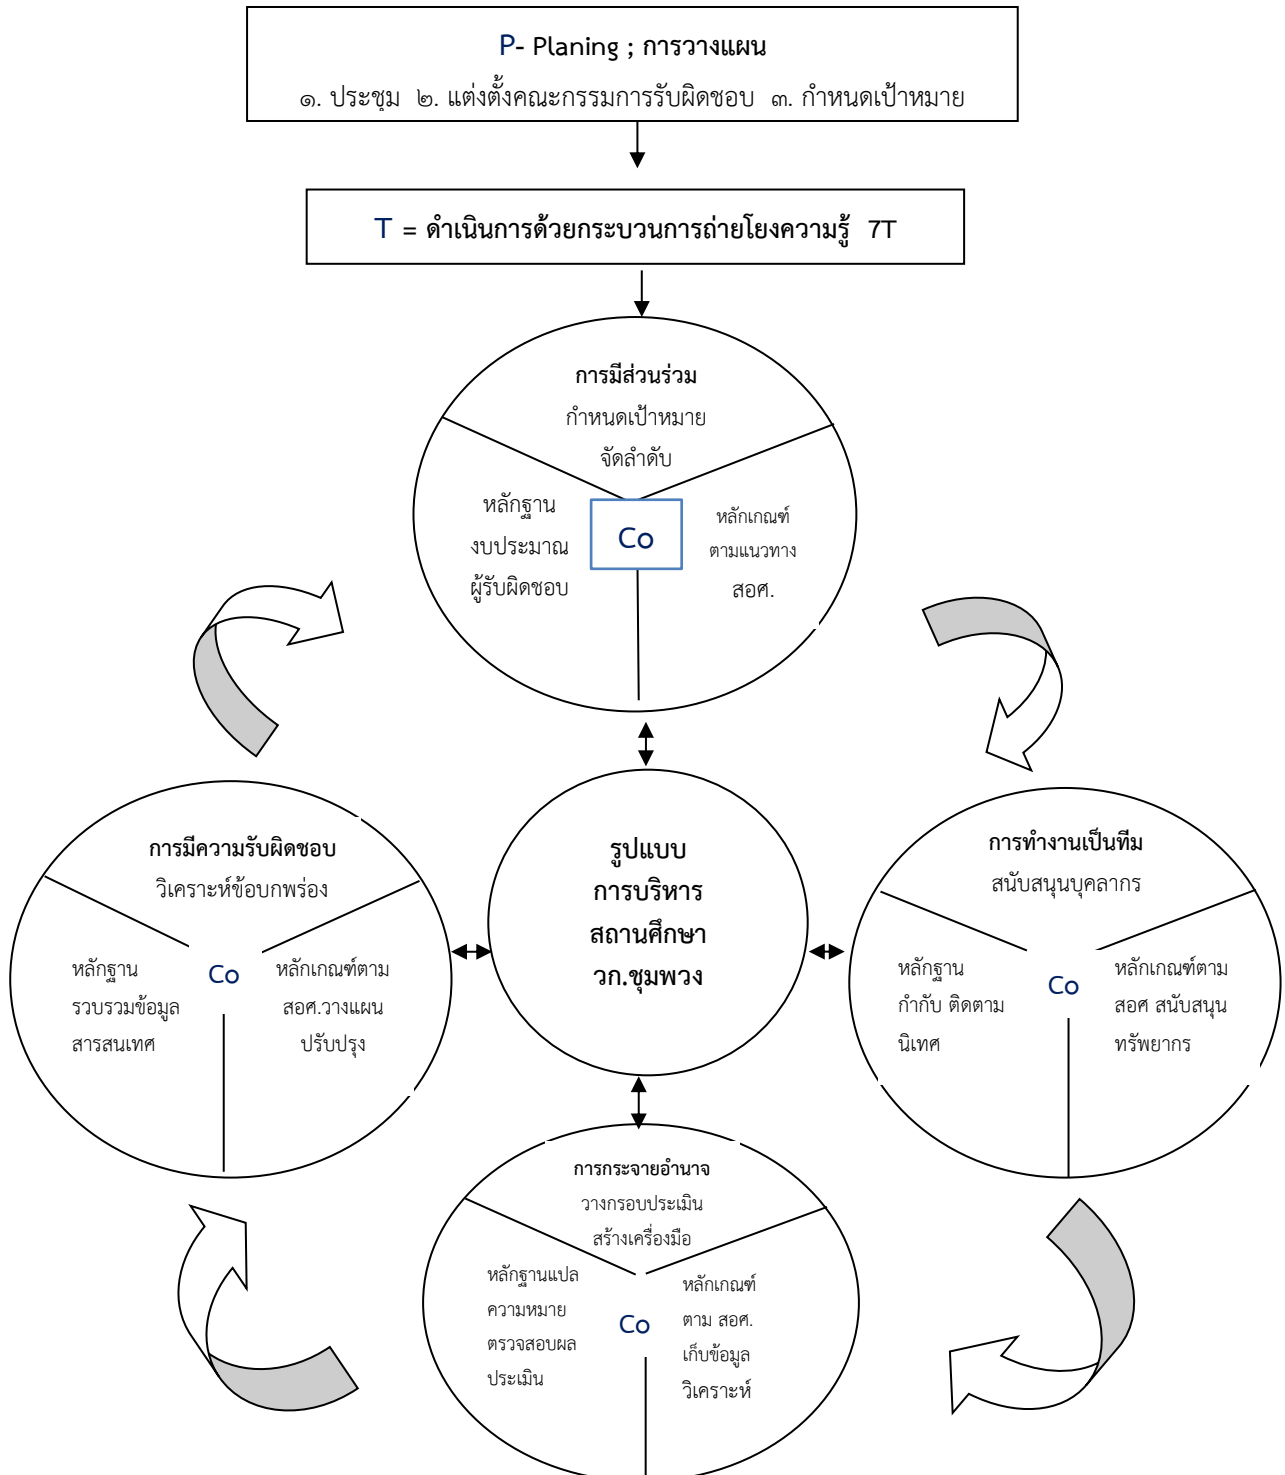 P- Planing ; การวางแผน
๑. ประชุม ๒. แต่งตั้งคณะกรรมการรับผิดชอบ ๓. กำหนดเป้าหมาย
T = ดำเนินการด้วยกระบวนการถ่ายโยงความรู้ 7T
การมีส่วนร่วม
กำหนดเป้าหมาย
จัดลำดับ
หลักฐาน
งบประมาณ
ผู้รับผิดชอบ
Co
หลักเกณฑ์
ตามแนวทาง
สอศ.
การมีความรับผิดชอบ
วิเคราะห์ข้อบกพร่อง
หลักฐาน
รวบรวมข้อมูล
สารสนเทศ
Co
หลักเกณฑ์ตาม
สอศ.วางแผน
ปรับปรุง
รูปแบบ
การบริหาร
สถานศึกษา
วก.ชุมพวง
การทำงานเป็นทีม
สนับสนุนบุคลากร
หลักฐาน
กำกับ ติดตาม
นิเทศ
Co
หลักเกณฑ์ตาม
สอศ สนับสนุน
ทรัพยากร
การกระจายอำนาจ
วางกรอบประเมิน
สร้างเครื่องมือ
หลักฐานแปล
ความหมาย
ตรวจสอบผล
ประเมิน
Co
หลักเกณฑ์
ตาม สอศ.
เก็บข้อมูล
วิเคราะห์